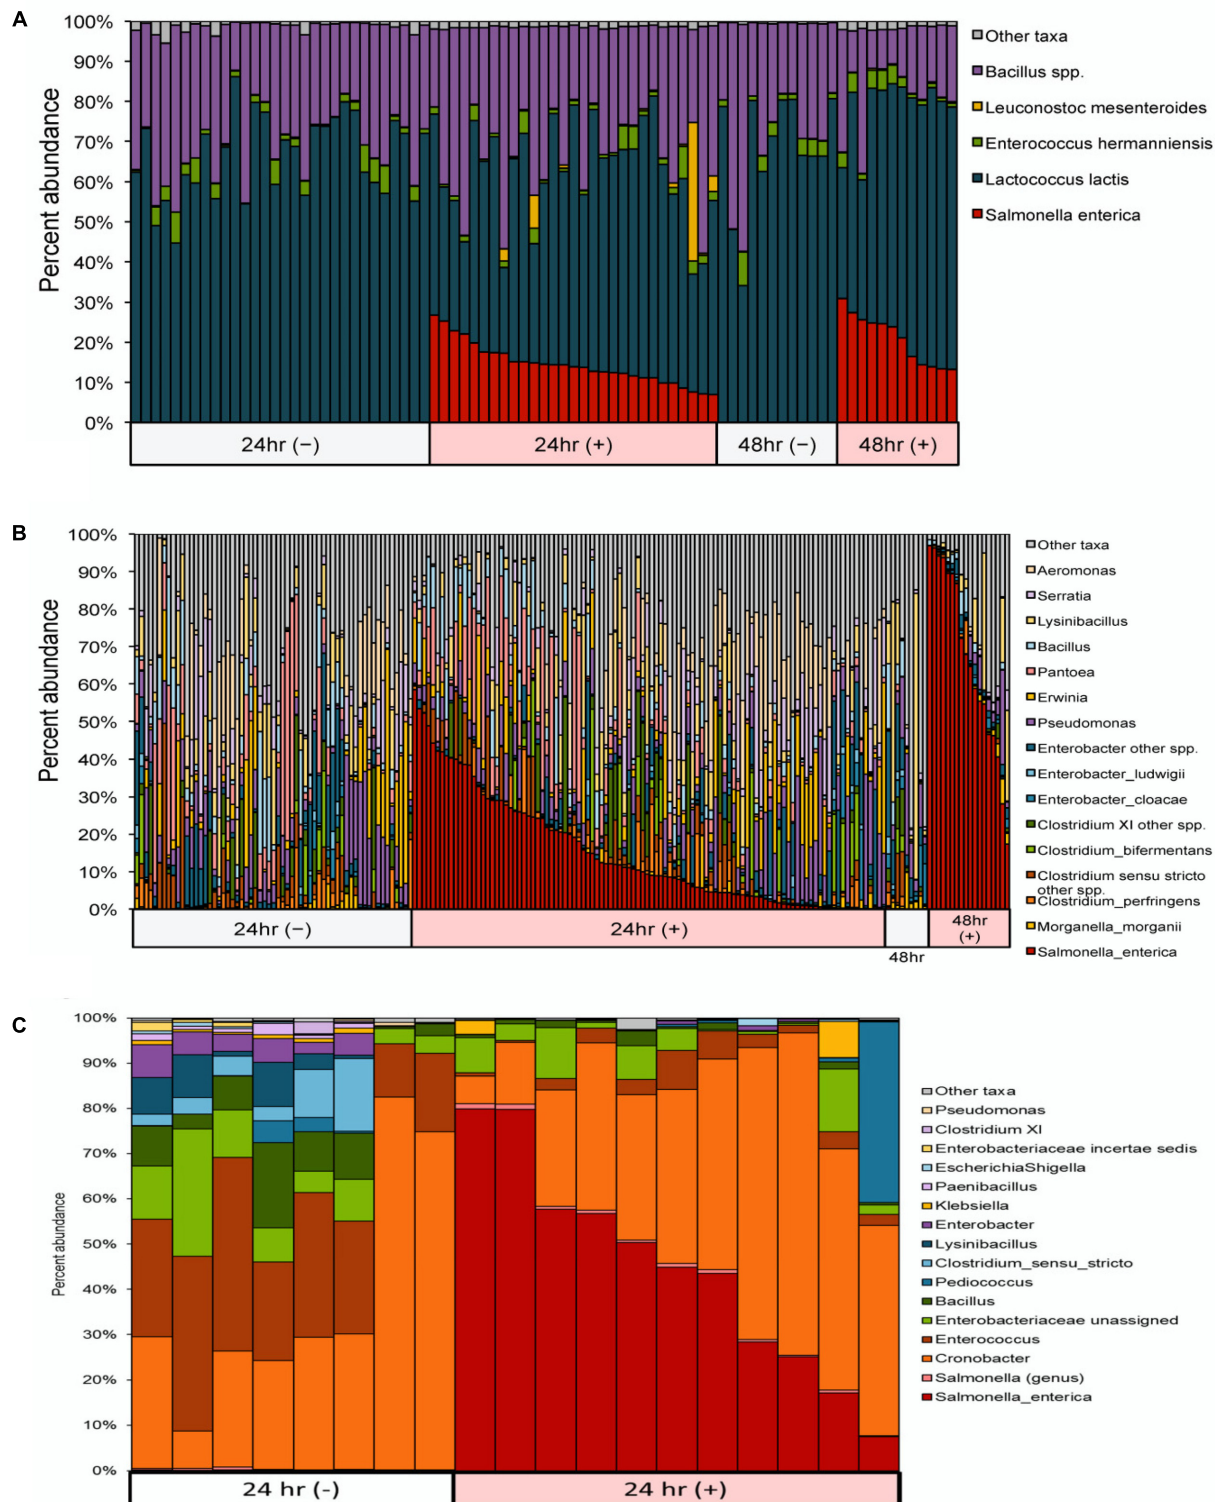 A
100%
90%
80%
70%
60%
50%
40%
30%
20%
10%
0%
Percent abundance
24hr (−)
24hr (+)
48hr (−)
48hr (+)
Other taxa
Bacillus spp.
Leuconostoc mesenteroides
Enterococcus hermanniensis
Lactococcus lactis
Salmonella enterica
B
100%
90%
80%
70%
60%
50%
40%
30%
20%
10%
0%
Percent abundance
24hr (−)
24hr (+)
48hr
48hr
(+)
Other taxa
Aeromonas
Serratia
Lysinibacillus
Bacillus
Pantoea
Erwinia
Pseudomonas
Enterobacter other spp.
Enterobacter_ludwigii
Enterobacter_cloacae
Clostridium XI other spp.
Clostridium_bifermentans
Clostridium sensu stricto
other spp.
Clostridium_perfringens
Morganella_morganii
Salmonella_enterica
C
100%
90%
80%
70%
60%
50%
40%
30%
20%
10%
0%
Percent abundance
24 hr (-)
24 hr (+)
Other taxa
Pseudomonas
Clostridium XI
Enterobacteriaceae incertae sedis
EscherichiaShigella
Paenibacillus
Klebsiella
Enterobacter
Lysinibacillus
Clostridium_sensu_stricto
Pediococcus
Bacillus
Enterobacteriaceae unassigned
Enterococcus
Cronobacter
Salmonella (genus)
Salmonella_enterica